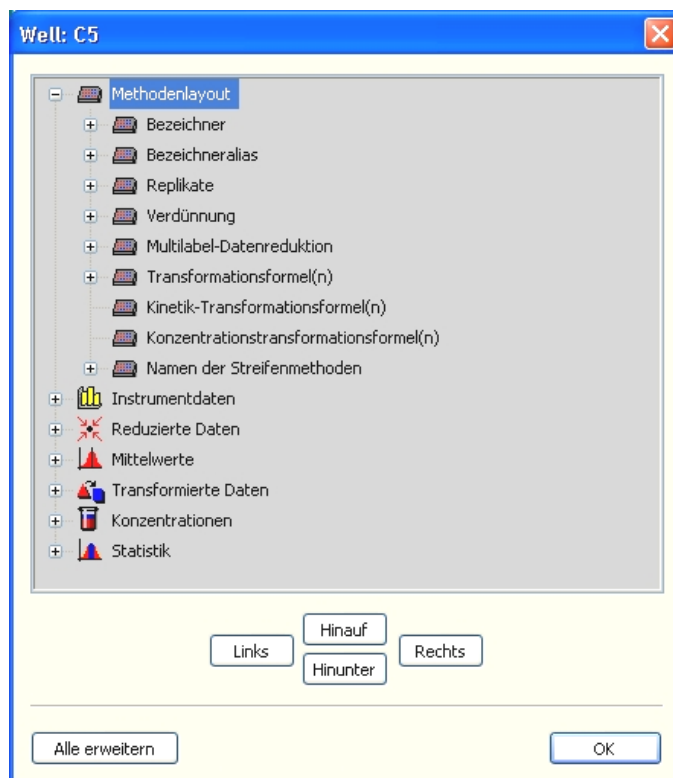 Well: C5
Methodenlayout
Bezeichner
Bezeichneralias
Replikate
Verdünnung
Multilabel-Datenreduktion
Transformationsformel(n)
Kinetik-Transformationsformel(n)
Konzentrationstransformationsformel(n)
Namen der Streifenmethoden
Instrumentdaten
Reduzierte Daten
Mittelwerte
Transformierte Daten
Konzentrationen
Statistik
Hinauf
Links
Rechts
Hinunter
Alle erweitern
OK